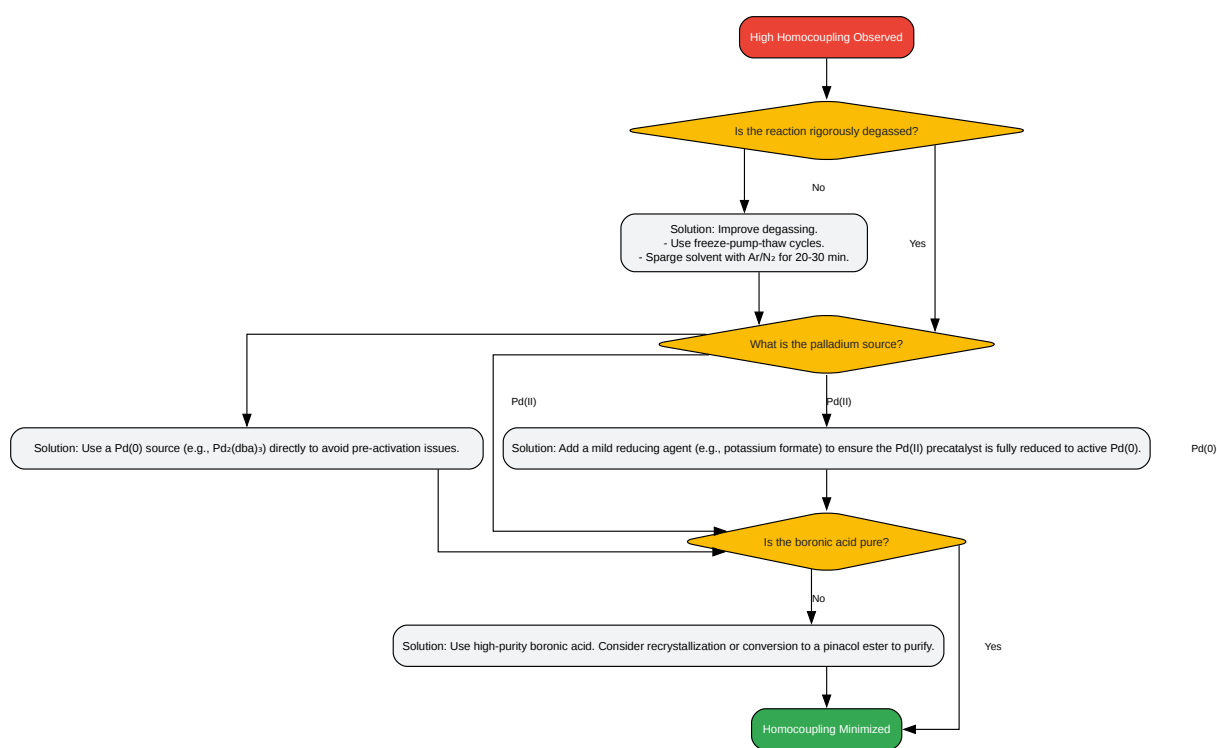 High Homocoupling Observed
Is the reaction rigorously degassed?
No
Solution: Improve degassing.
- Use freeze-pump-thaw cycles.
- Sparge solvent with Ar/N₂ for 20-30 min.
Yes
What is the palladium source?
Pd(II)
Pd(II)
Solution: Use a Pd(0) source (e.g., Pd₂(dba)₃) directly to avoid pre-activation issues.
Solution: Add a mild reducing agent (e.g., potassium formate) to ensure the Pd(II) precatalyst is fully reduced to active Pd(0).
Pd(0)
Is the boronic acid pure?
No
Solution: Use high-purity boronic acid. Consider recrystallization or conversion to a pinacol ester to purify.
Yes
Homocoupling Minimized